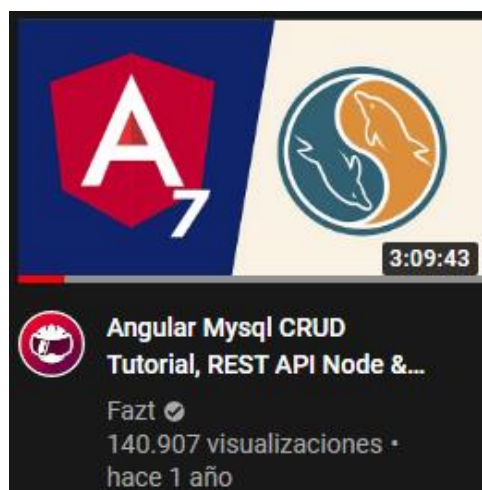 A
7
3:09:43
Angular Mysql CRUD
Tutorial, REST API Node &...
Fazt
140.907 visualizaciones •
hace 1 año